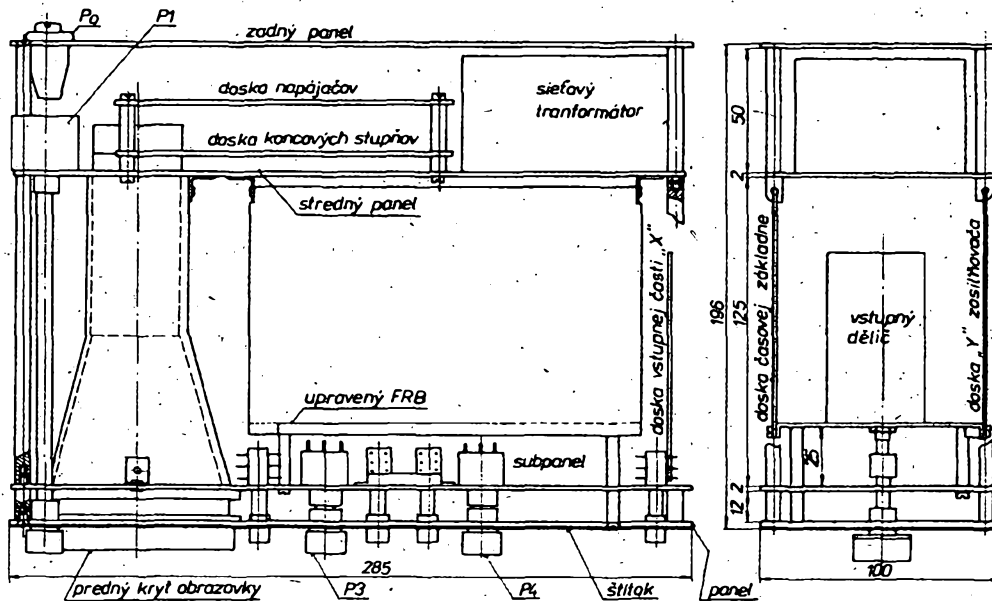 Po
P1
zadný panel
doska napájačov
sieťový
tranformátor
doska koncových stupňov
stredný panel
doska vstupnej časti „X"
upravený FRB
subpanel
285
predný kryt obrazovky
P3
P4
štítok
panel
50
2
196
125
12
2
26
doska časovej základne
vstupný
dělič
doska „Y" zosilňovača
100